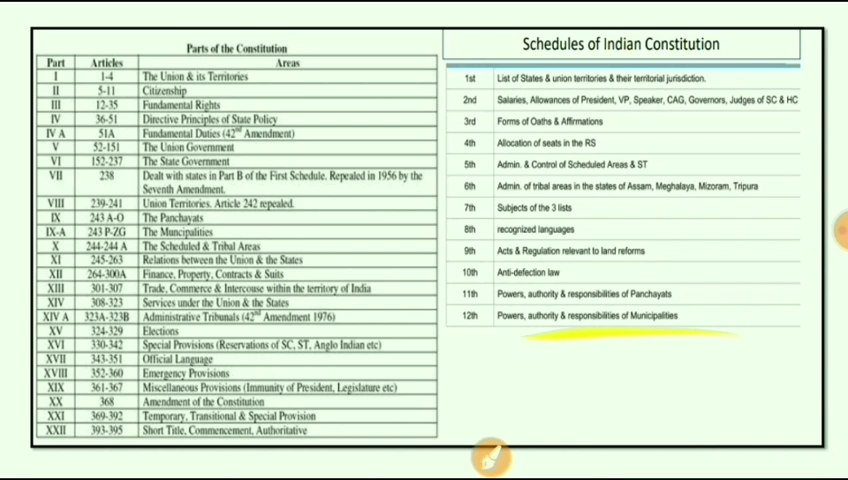 Parts of the Constitution
Part Articles Areas
I 1-4 The Union & its Territories
II 5-11 Citizenship
III 12-35 Fundamental Rights
IV 36-51 Directive Principles of State Policy
IV A 51A Fundamental Duties (42nd Amendment)
V 52-151 The Union Government
VI 152-237 The State Government
VII 238 Dealt with states in Part B of the First Schedule. Repealed in 1956 by the
Seventh Amendment.
VIII 239-241 Union Territories. Article 242 repealed.
IX 243 A-O The Panchayats
IX-A 243 P-ZG The Muncipalities
X 244-244 A The Scheduled & Tribal Areas
XI 245-263 Relations between the Union & the States
XII 264-300A Finance, Property, Contracts & Suits
XIII 301-307 Trade, Commerce & Intercouse within the territory of India
XIV 308-323 Services under the Union & the States
XIV A 323A-323B Administrative Tribunals (42nd Amendment 1976)
XV 324-329 Elections
XVI 330-342 Special Provisions (Reservations of SC, ST, Anglo Indian etc)
XVII 343-351 Official Language
XVIII 352-360 Emergency Provisions
XIX 361-367 Miscellaneous Provisions (Immunity of President, Legislature etc)
XX 368 Amendment of the Constitution
XXI 369-392 Temporary, Transitional & Special Provision
XXII 393-395 Short Title, Commencement, Authoritative
Schedules of Indian Constitution
1st List of States & union territories & their territorial jurisdiction.
2nd Salaries, Allowances of President, VP, Speaker, CAG, Governors, Judges of SC & HC
3rd Forms of Oaths & Affirmations
4th Allocation of seats in the RS
5th Admin. & Control of Scheduled Areas & ST
6th Admin. of tribal areas in the states of Assam, Meghalaya, Mizoram, Tripura
7th Subjects of the 3 lists
8th recognized languages
9th Acts & Regulation relevant to land reforms
10th Anti-defection law
11th Powers, authority & responsibilities of Panchayats
12th Powers, authority & responsibilities of Municipalities